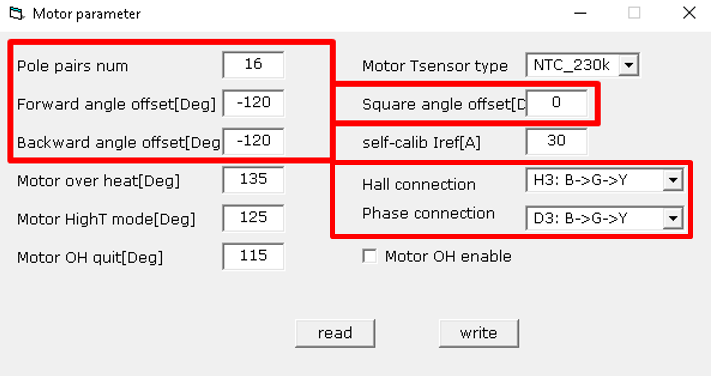 Motor parameter
Pole pairs num 16
Motor Tsensor type NTC_230k
Forward angle offset[Deg] -120
Square angle offset[D 0
Backward angle offset[Deg -120
self-calib Iref[A] 30
Motor over heat[Deg] 135
Hall connection H3: B->G->Y
Motor HighT mode[Deg] 125
Phase connection D3: B->G->Y
Motor OH quit[Deg] 115
Motor OH enable
read write